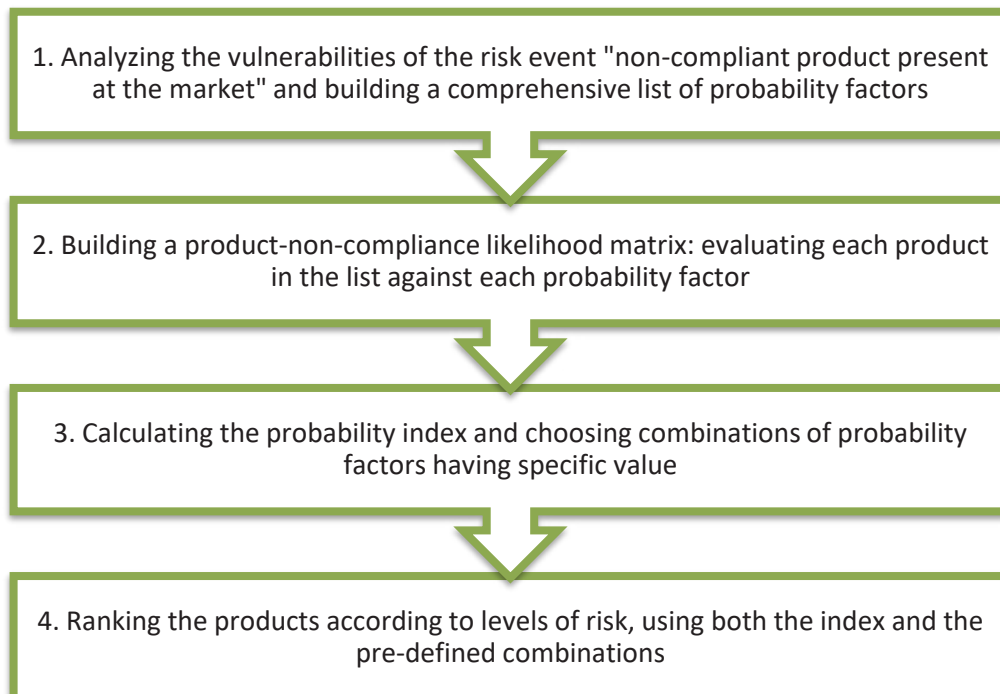 1. Analyzing the vulnerabilities of the risk event "non-compliant product present
at the market" and building a comprehensive list of probability factors
2. Building a product-non-compliance likelihood matrix: evaluating each product
in the list against each probability factor
3. Calculating the probability index and choosing combinations of probability
factors having specific value
4. Ranking the products according to levels of risk, using both the index and the
pre-defined combinations